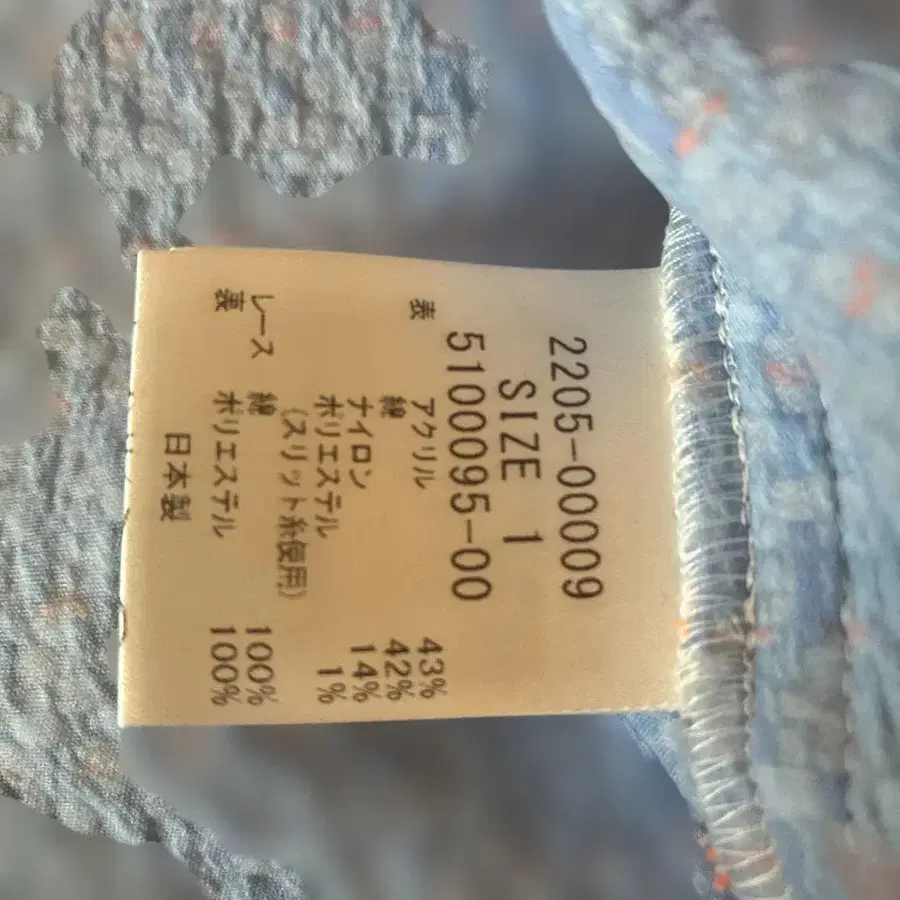 2205-00009
SIZE 1
5100095-00
表 アクリル 43%
綿 42%
ナイロン 14%
ポリエステル 1%
(スリット糸使用)
レース 綿 100%
裏 ポリエステル 100%
日本製